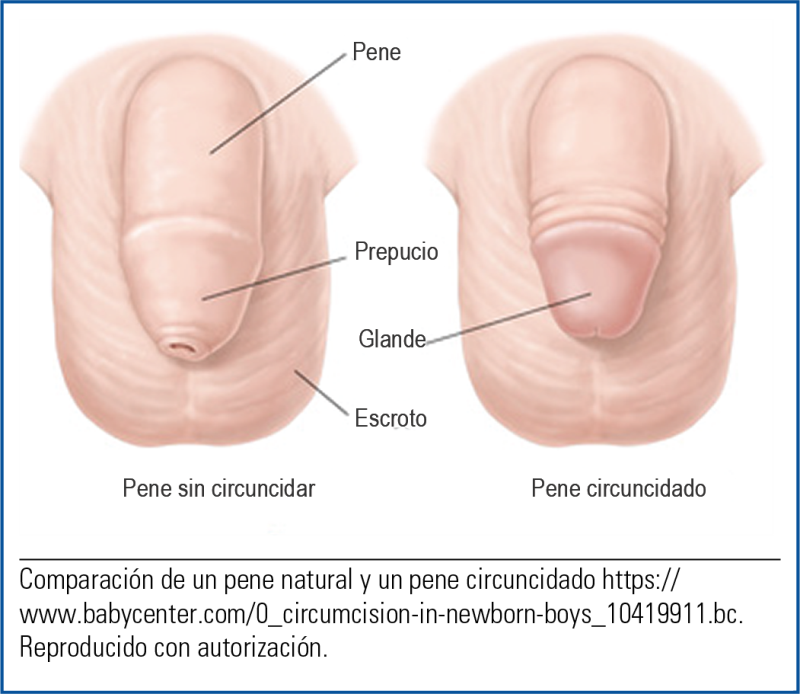 Pene
Prepucio
Glande
Escroto
Pene sin circuncidar
Pene circuncidado
Comparación de un pene natural y un pene circuncidado https://
www.babycenter.com/0_circumcision-in-newborn-boys_10419911.bc.
Reproducido con autorización.